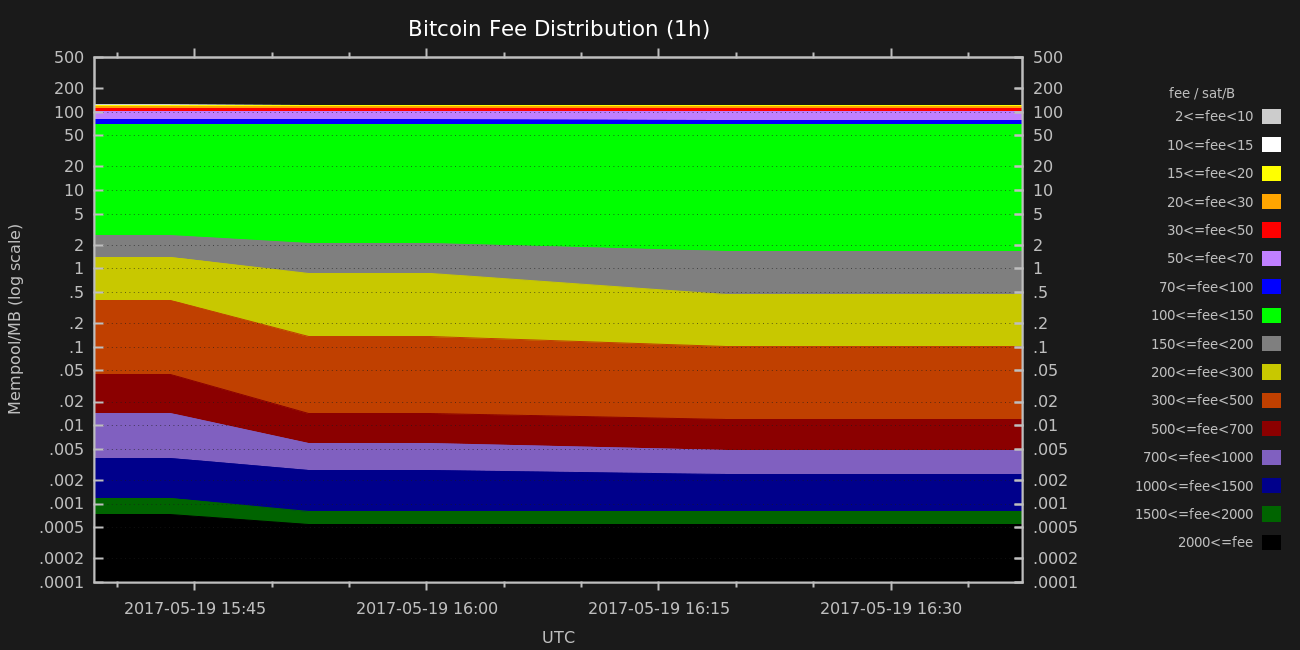 Bitcoin Fee Distribution (1h)
Mempool/MB (log scale)
500
200
100
50
20
10
5
2
1
.5
.2
.1
.05
.02
.01
.005
.002
.001
.0005
.0002
.0001
500
200
100
50
20
10
5
2
1
.5
.2
.1
.05
.02
.01
.005
.002
.001
.0005
.0002
.0001
2017-05-19 15:45
2017-05-19 16:00
2017-05-19 16:15
2017-05-19 16:30
UTC
fee / sat/B
2<=fee<10
10<=fee<15
15<=fee<20
20<=fee<30
30<=fee<50
50<=fee<70
70<=fee<100
100<=fee<150
150<=fee<200
200<=fee<300
300<=fee<500
500<=fee<700
700<=fee<1000
1000<=fee<1500
1500<=fee<2000
2000<=fee